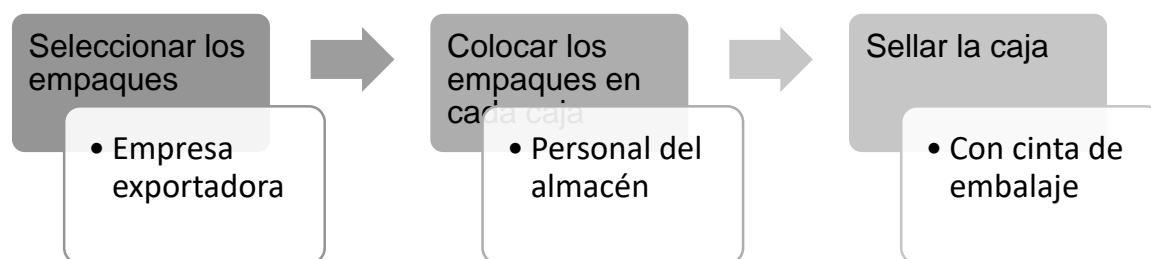 Seleccionar los
empaques
• Empresa
exportadora
Colocar los
empaques en
cada caja
• Personal del
almacén
Sellar la caja
• Con cinta de
embalaje